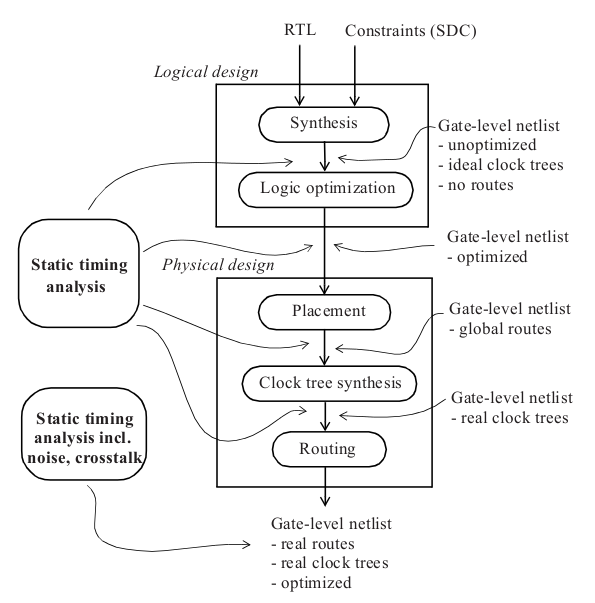 RTL
Constraints (SDC)
Logical design
Synthesis
Gate-level netlist
- unoptimized
- ideal clock trees
- no routes
Logic optimization
Gate-level netlist
- optimized
Static timing
analysis
Physical design
Placement
Gate-level netlist
- global routes
Clock tree synthesis
Gate-level netlist
- real clock trees
Static timing
analysis incl.
noise, crosstalk
Routing
Gate-level netlist
- real routes
- real clock trees
- optimized